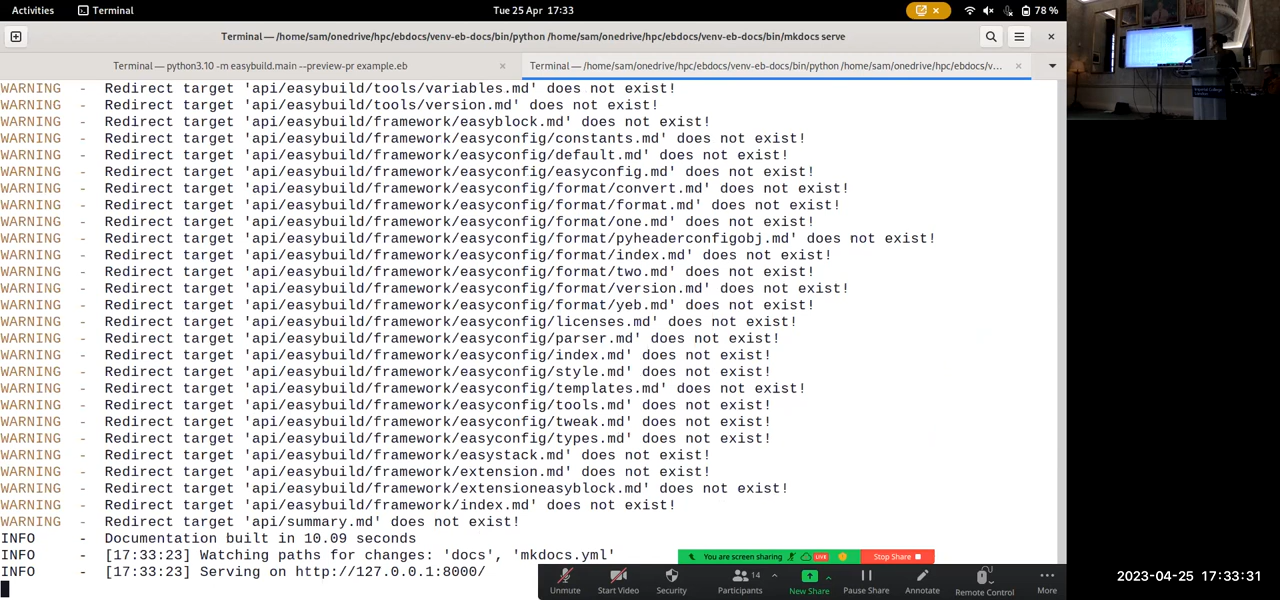 Activities
Terminal
Tue 25 Apr 17:33
78 %
Terminal — /home/sam/onedrive/hpc/ebdocs/venv-eb-docs/bin/python /home/sam/onedrive/hpc/ebdocs/venv-eb-docs/bin/mkdocs serve
Terminal — python3.10 -m easybuild.main --preview-pr example.eb
Terminal — /home/sam/onedrive/hpc/ebdocs/venv-eb-docs/bin/python /home/sam/onedrive/hpc/ebdocs/v...
WARNING - Redirect target 'api/easybuild/tools/variables.md' does not exist!
WARNING - Redirect target 'api/easybuild/tools/version.md' does not exist!
WARNING - Redirect target 'api/easybuild/framework/easyblock.md' does not exist!
WARNING - Redirect target 'api/easybuild/framework/easyconfig/constants.md' does not exist!
WARNING - Redirect target 'api/easybuild/framework/easyconfig/default.md' does not exist!
WARNING - Redirect target 'api/easybuild/framework/easyconfig/easyconfig.md' does not exist!
WARNING - Redirect target 'api/easybuild/framework/easyconfig/format/convert.md' does not exist!
WARNING - Redirect target 'api/easybuild/framework/easyconfig/format/format.md' does not exist!
WARNING - Redirect target 'api/easybuild/framework/easyconfig/format/one.md' does not exist!
WARNING - Redirect target 'api/easybuild/framework/easyconfig/format/pyheaderconfigobj.md' does not exist!
WARNING - Redirect target 'api/easybuild/framework/easyconfig/format/index.md' does not exist!
WARNING - Redirect target 'api/easybuild/framework/easyconfig/format/two.md' does not exist!
WARNING - Redirect target 'api/easybuild/framework/easyconfig/format/version.md' does not exist!
WARNING - Redirect target 'api/easybuild/framework/easyconfig/format/yeb.md' does not exist!
WARNING - Redirect target 'api/easybuild/framework/easyconfig/licenses.md' does not exist!
WARNING - Redirect target 'api/easybuild/framework/easyconfig/parser.md' does not exist!
WARNING - Redirect target 'api/easybuild/framework/easyconfig/index.md' does not exist!
WARNING - Redirect target 'api/easybuild/framework/easyconfig/style.md' does not exist!
WARNING - Redirect target 'api/easybuild/framework/easyconfig/templates.md' does not exist!
WARNING - Redirect target 'api/easybuild/framework/easyconfig/tools.md' does not exist!
WARNING - Redirect target 'api/easybuild/framework/easyconfig/tweak.md' does not exist!
WARNING - Redirect target 'api/easybuild/framework/easyconfig/types.md' does not exist!
WARNING - Redirect target 'api/easybuild/framework/easystack.md' does not exist!
WARNING - Redirect target 'api/easybuild/framework/extension.md' does not exist!
WARNING - Redirect target 'api/easybuild/framework/extensioneasyblock.md' does not exist!
WARNING - Redirect target 'api/easybuild/framework/index.md' does not exist!
WARNING - Redirect target 'api/summary.md' does not exist!
INFO - Documentation built in 10.09 seconds
INFO - [17:33:23] Watching paths for changes: 'docs', 'mkdocs.yml'
INFO - [17:33:23] Serving on http://127.0.0.1:8000/
You are screen sharing
LIVE
Stop Share
14
Unmute
Start Video
Security
Participants
New Share
Pause Share
Annotate
Remote Control
More
2023-04-25 17:33:31